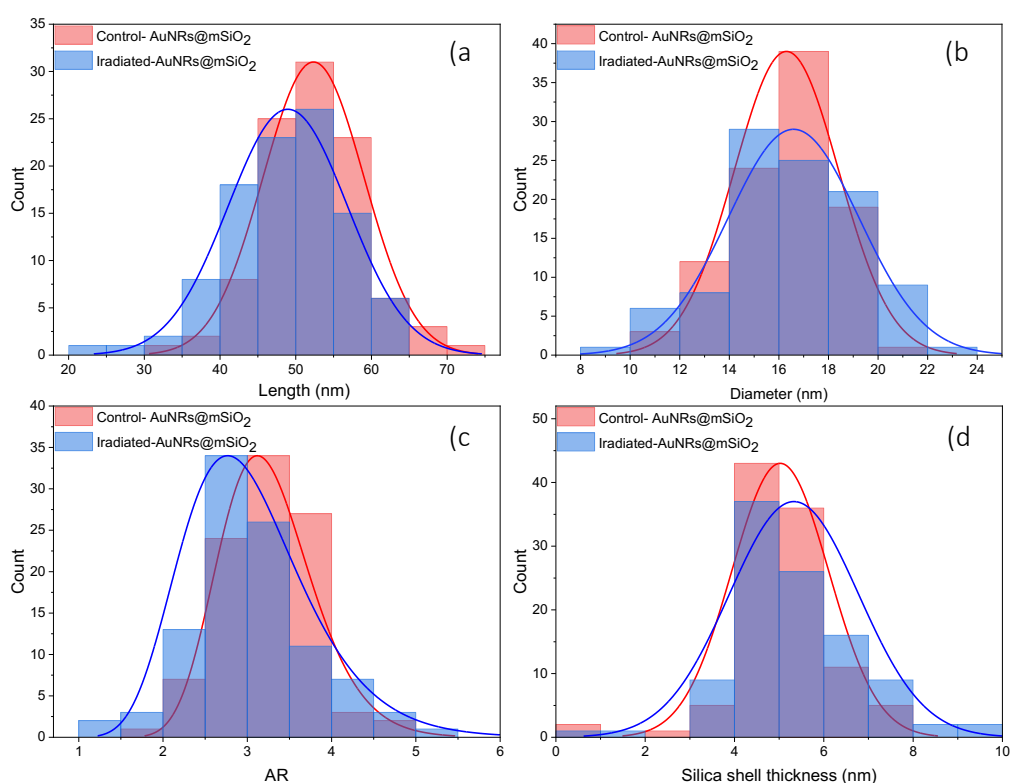 Control- AuNRs@mSiO2
Iradiated-AuNRs@mSiO2
(a)
35
30
25
20
15
10
5
0
Count
20 30 40 50 60 70
Length (nm)
Control- AuNRs@mSiO2
Iradiated-AuNRs@mSiO2
(b)
40
35
30
25
20
15
10
5
0
Count
8 10 12 14 16 18 20 22 24
Diameter (nm)
Control- AuNRs@mSiO2
Iradiated-AuNRs@mSiO2
(c)
40
35
30
25
20
15
10
5
0
Count
1 2 3 4 5 6
AR
Control- AuNRs@mSiO2
Iradiated-AuNRs@mSiO2
(d)
50
40
30
20
10
0
Count
0 2 4 6 8 10
Silica shell thickness (nm)